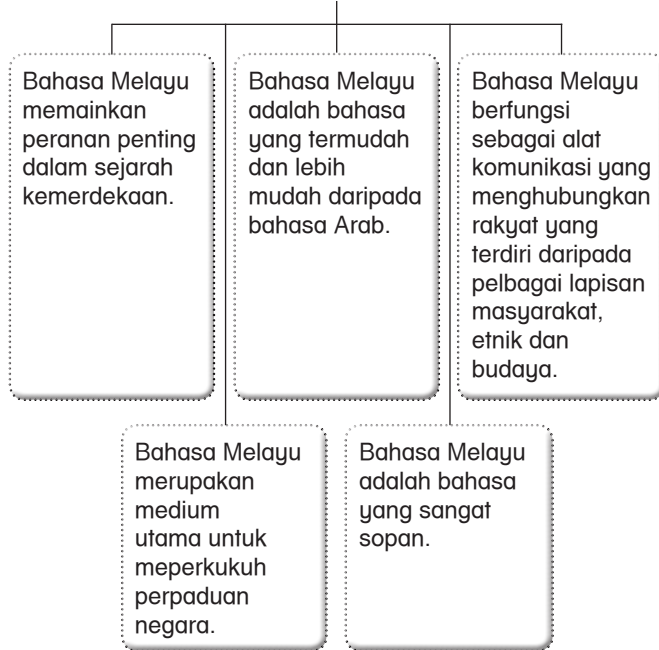 Bahasa Melayu
memainkan
peranan penting
dalam sejarah
kemerdekaan.
Bahasa Melayu
adalah bahasa
yang termudah
dan lebih
mudah daripada
bahasa Arab.
Bahasa Melayu
berfungsi
sebagai alat
komunikasi yang
menghubungkan
rakyat yang
terdiri daripada
pelbagai lapisan
masyarakat,
etnik dan
budaya.
Bahasa Melayu
merupakan
medium
utama untuk
meperkukuh
perpaduan
negara.
Bahasa Melayu
adalah bahasa
yang sangat
sopan.